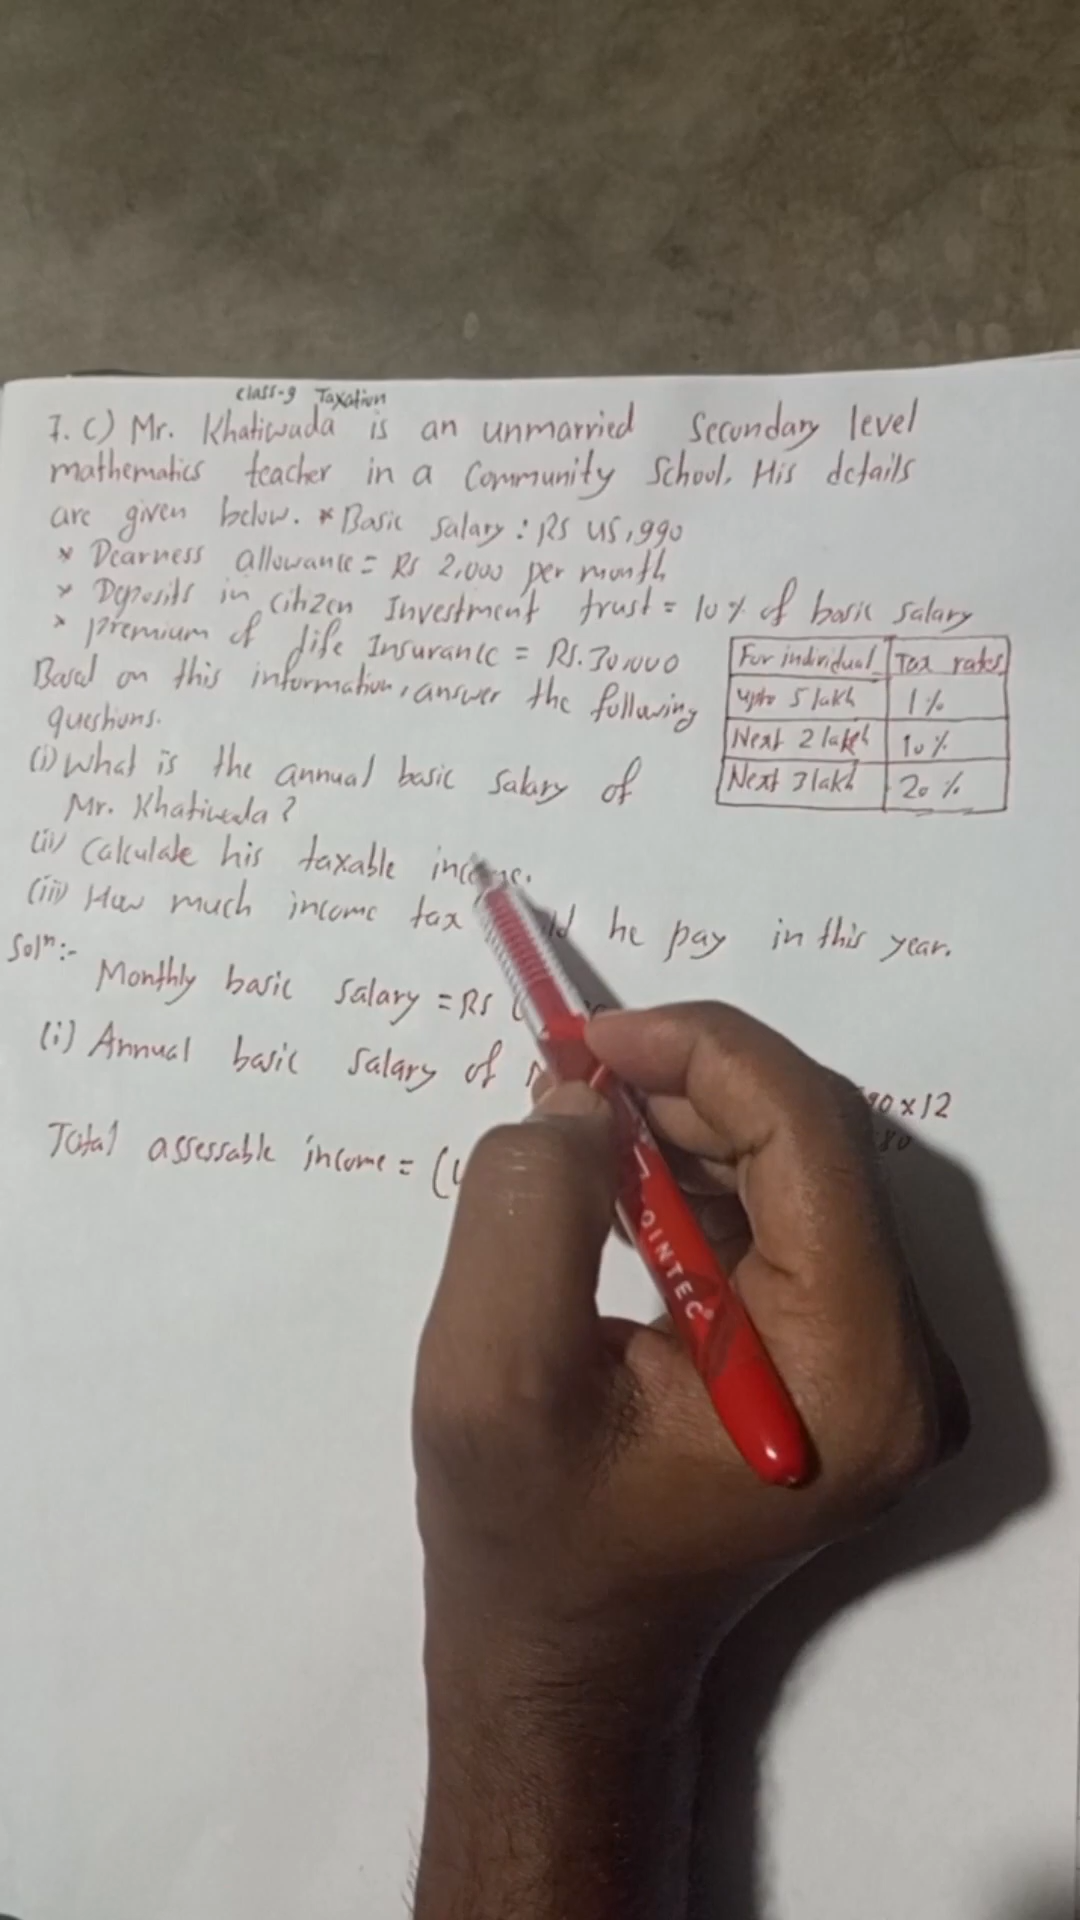 class-9 Taxation
7. c) Mr. Khatiwada is an unmarried Secondary level
mathematics teacher in a Community School. His details
are given below. * Basic salary: Rs 45,990
* Dearness allowance = Rs 2,000 per month
* Deposits in citizen Investment trust = 10% of basic salary
* premium of life Insurance = Rs. 30,000
Based on this information, answer the following
questions.
For individual Tax rates
upto 5 lakh 1%
Next 2 lakh 10%
Next 3 lakh 20%
(i) What is the annual basic salary of
Mr. Khatiwada?
(ii) Calculate his taxable income.
(iii) How much income tax he pay in this year.
Solⁿ:-
Monthly basic salary = Rs
(i) Annual basic salary of 90 x 12
80
Total assessable income = (
POINTEC